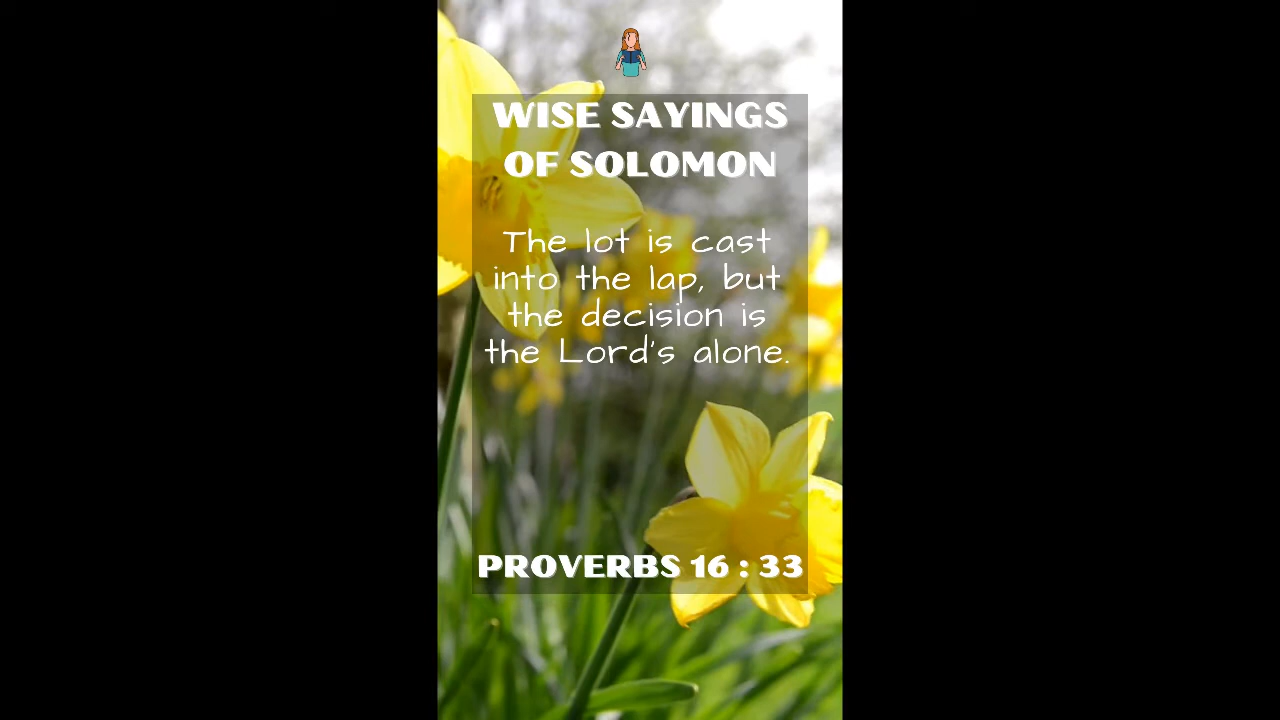 WISE SAYINGS
OF SOLOMON
The lot is cast
into the lap, but
the decision is
the Lord's alone.
PROVERBS 16 : 33